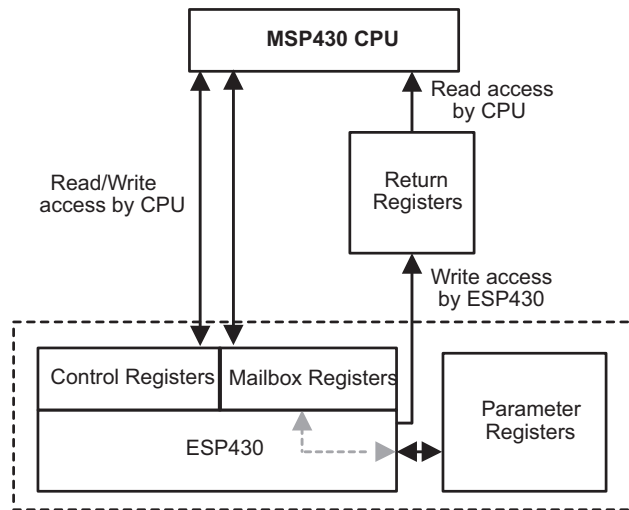 MSP430 CPU
Read access
by CPU
Read/Write
access by CPU
Return
Registers
Write access
by ESP430
Control Registers
Mailbox Registers
ESP430
Parameter
Registers